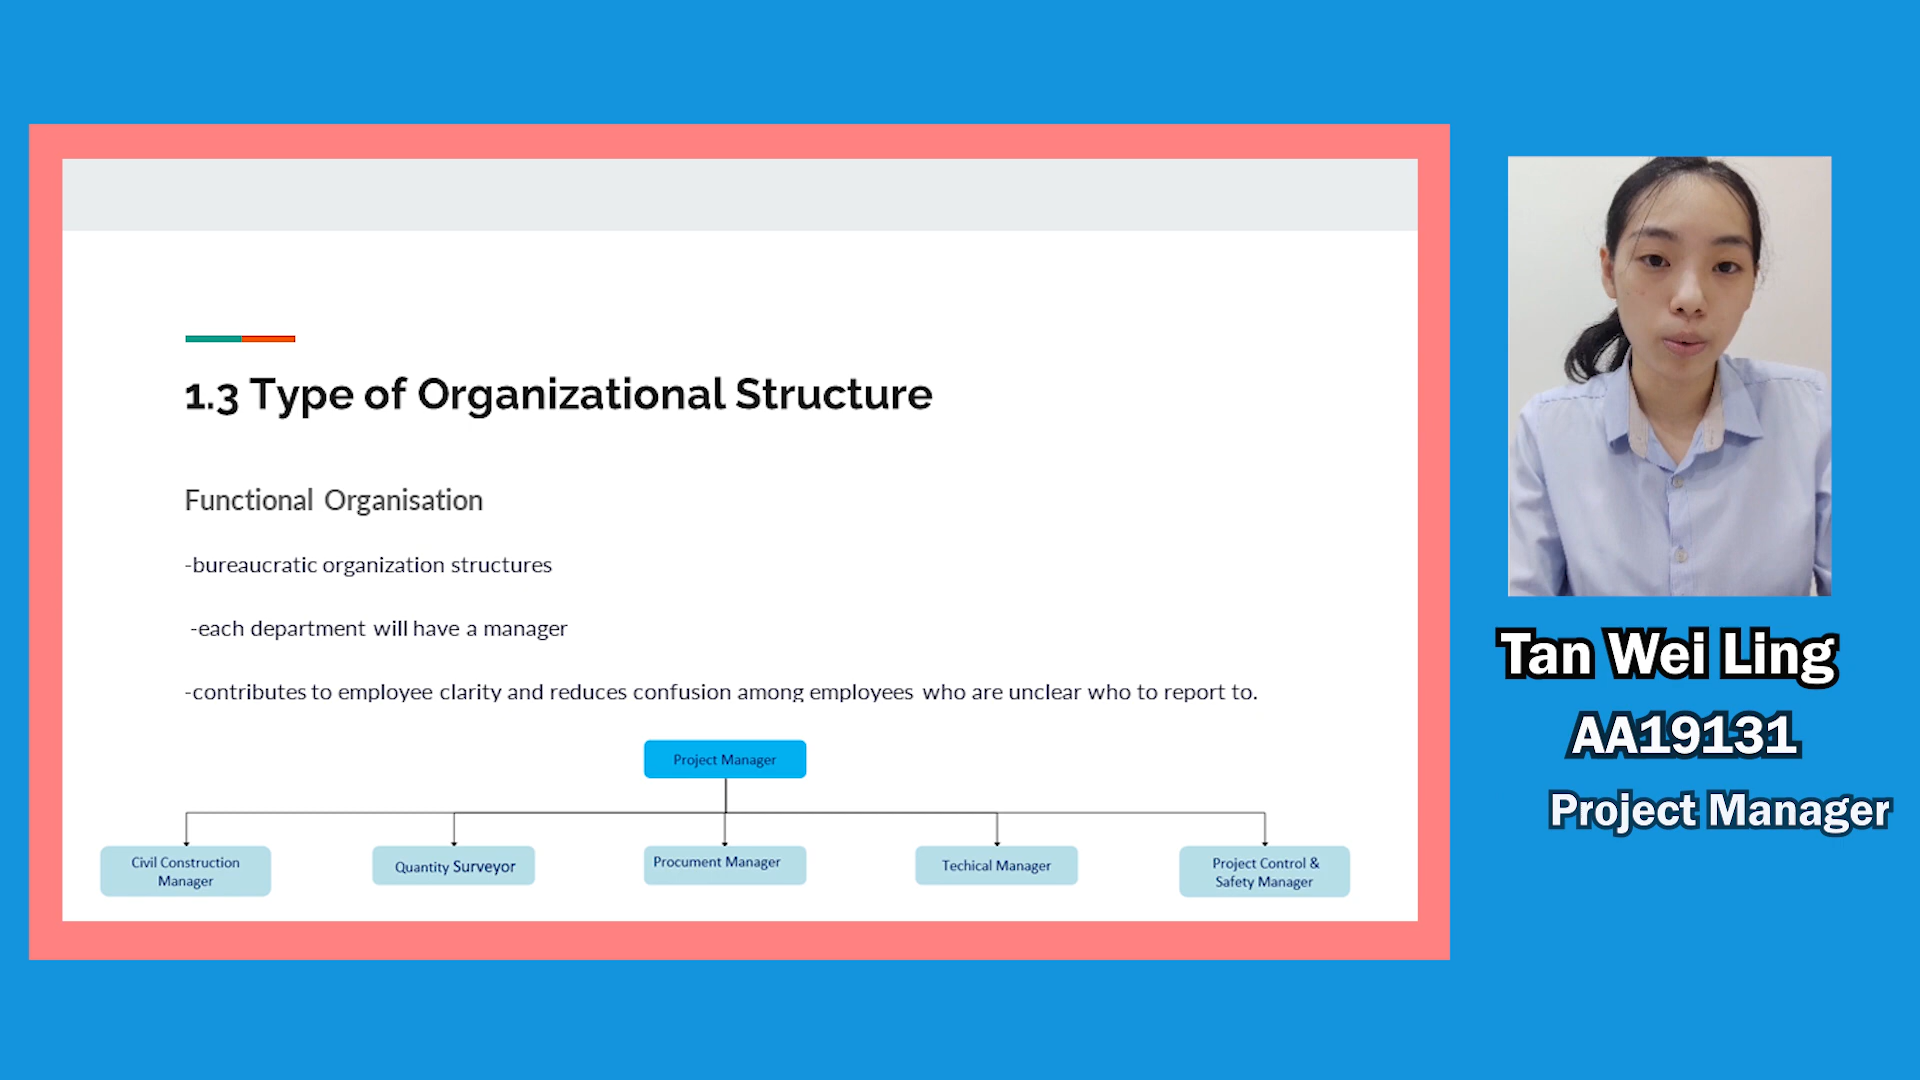 1.3 Type of Organizational Structure
Functional Organisation
-bureaucratic organization structures
-each department will have a manager
-contributes to employee clarity and reduces confusion among employees who are unclear who to report to.
Project Manager
Civil Construction
Manager
Quantity Surveyor
Procument Manager
Techical Manager
Project Control &
Safety Manager
Tan Wei Ling
AA19131
Project Manager